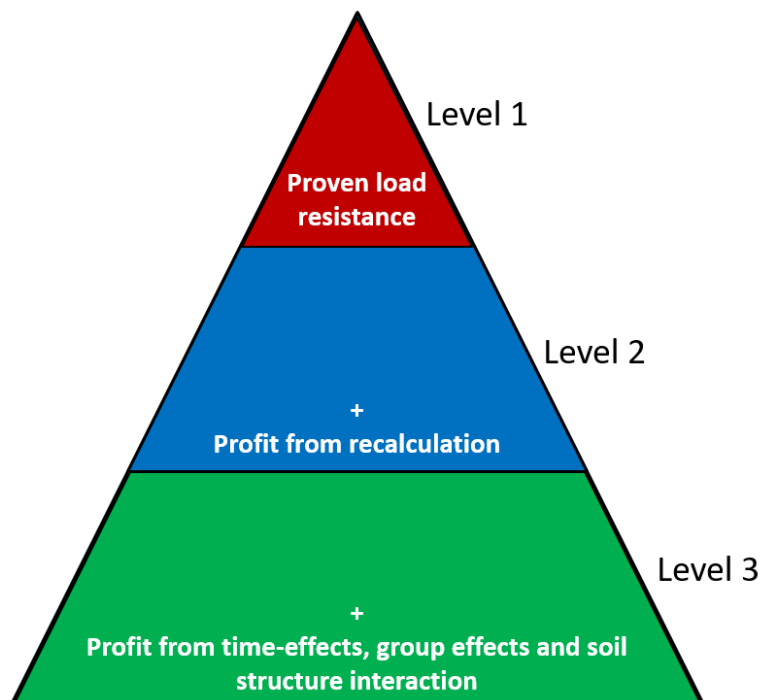 Level 1
Proven load
resistance
Level 2
+
Profit from recalculation
Level 3
+
Profit from time-effects, group effects and soil
structure interaction